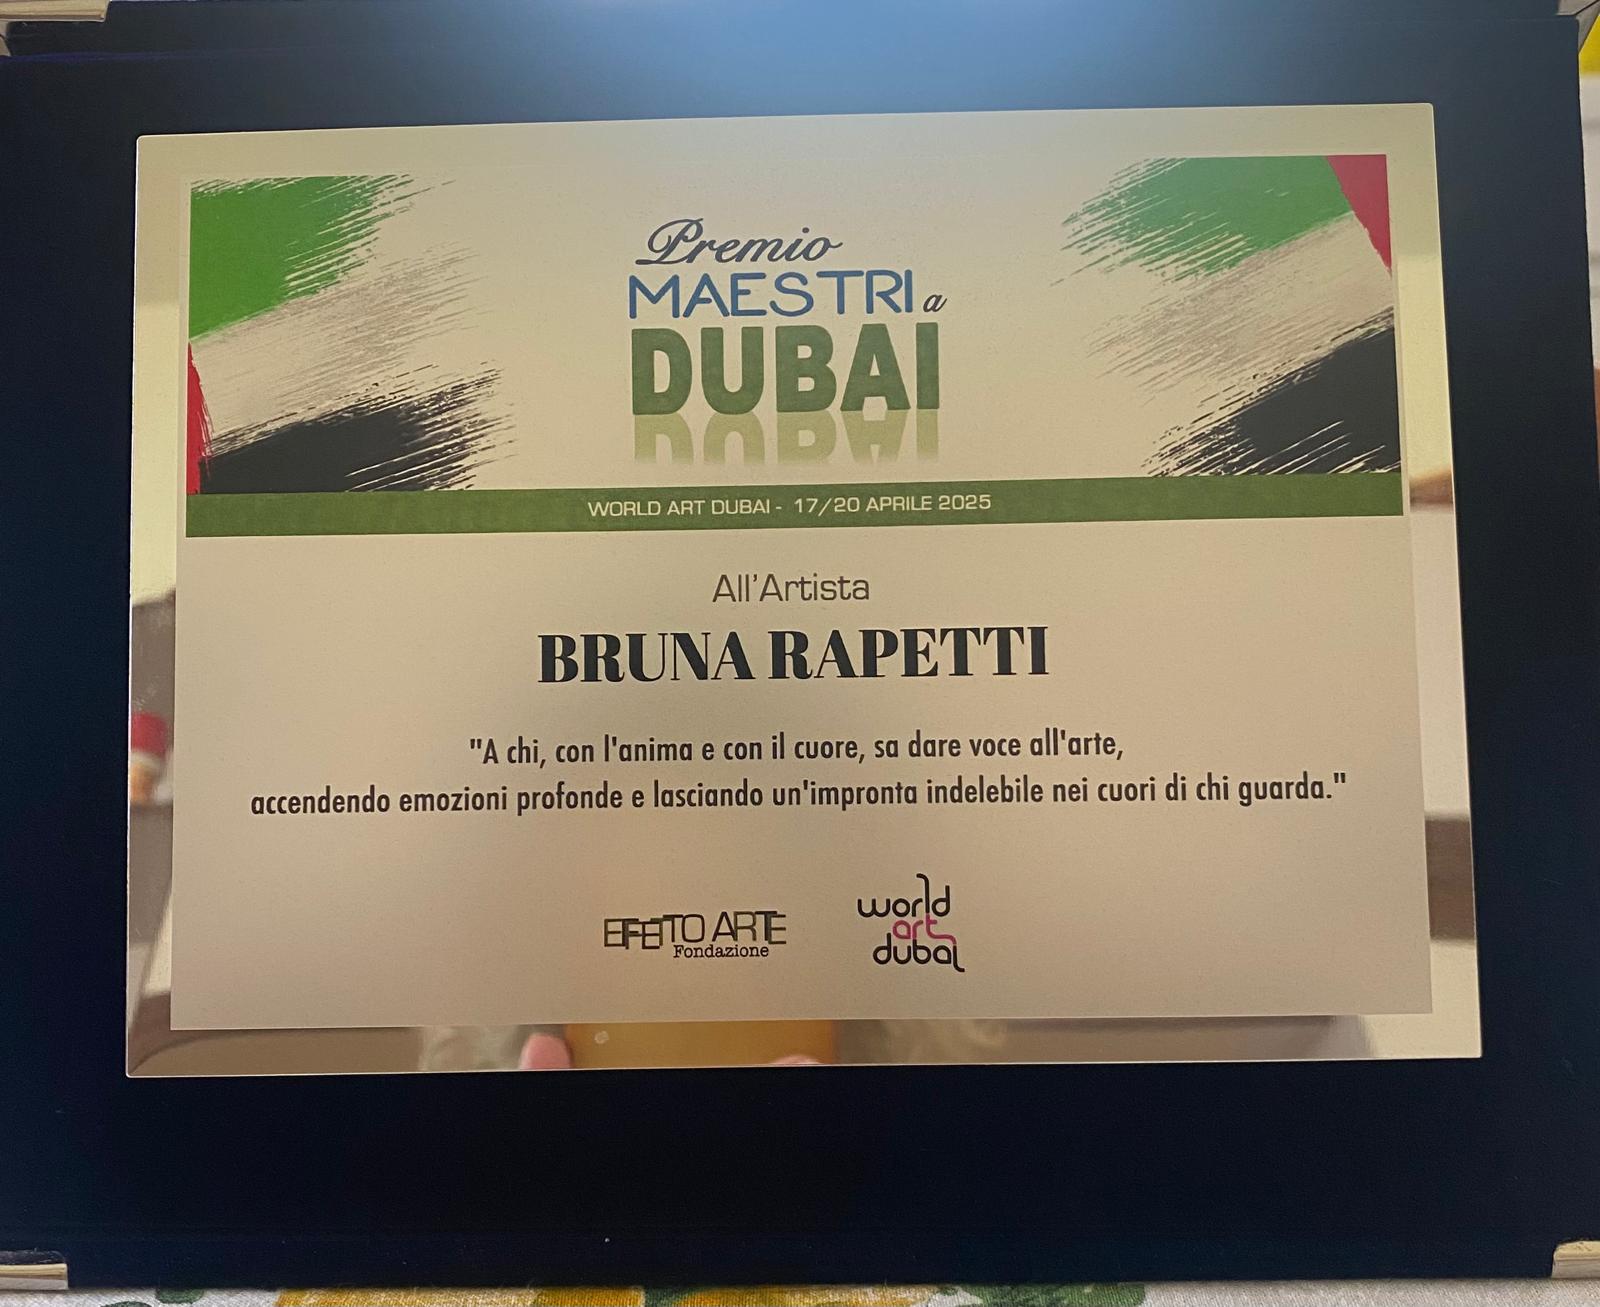 Premio
MAESTRI a
DUBAI
WORLD ART DUBAI - 17/20 APRILE 2025
All'Artista
BRUNA RAPETTI
"A chi, con l'anima e con il cuore, sa dare voce all'arte,
accendendo emozioni profonde e lasciando un'impronta indelebile nei cuori di chi guarda."
EFFETTO ARTE
Fondazione
world
art
dubai